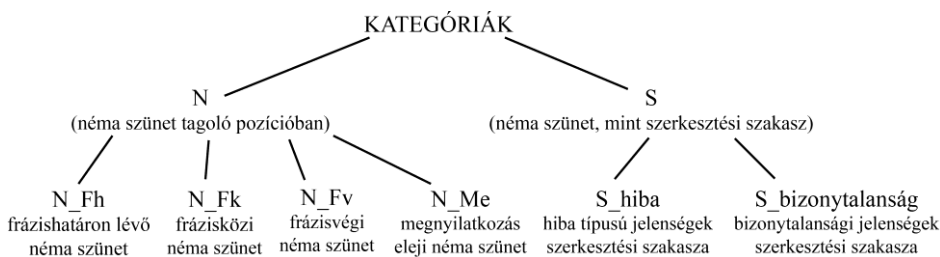 KATEGÓRIÁK
N
(néma szünet tagoló pozícióban)
S
(néma szünet, mint szerkesztési szakasz)
N_Fh
frázishatáron lévő
néma szünet
N_Fk
frázisközi
néma szünet
N_Fv
frázisvégi
néma szünet
N_Me
megnyilatkozás
eleji néma szünet
S_hiba
hiba típusú jelenségek
szerkesztési szakasza
S_bizonytalanság
bizonytalansági jelenségek
szerkesztési szakasza